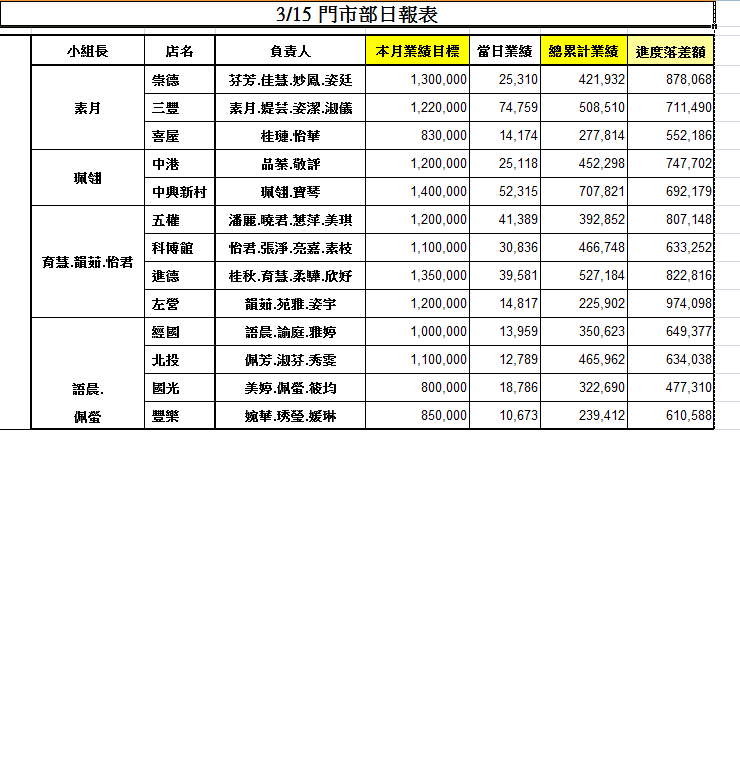 3/15 門市部日報表
小組長 店名 負責人 本月業績目標 當日業績 總累計業績 進度落差額
素月 崇德 芬芳.佳慧.妙鳳.姿廷 1,300,000 25,310 421,932 878,068
三豐 素月.緹芸.姿潔.淑儀 1,220,000 74,759 508,510 711,490
喜屋 桂璉.怡華 830,000 14,174 277,814 552,186
珮翎 中港 品蓁.敬評 1,200,000 25,118 452,298 747,702
中興新村 珮翎.寶琴 1,400,000 52,315 707,821 692,179
育慧.韻茹.怡君 五權 潘麗.曉君.蕙萍.美琪 1,200,000 41,389 392,852 807,148
科博館 怡君.張淨.亮嘉.素枝 1,100,000 30,836 466,748 633,252
進德 桂秋.育慧.柔驊.欣妤 1,350,000 39,581 527,184 822,816
左營 韻茹.苑雅.姿宇 1,200,000 14,817 225,902 974,098
語晨. 佩螢 經國 語晨.諭庭.雅婷 1,000,000 13,959 350,623 649,377
北投 佩芳.淑芬.秀雯 1,100,000 12,789 465,962 634,038
國光 美婷.佩螢.筱均 800,000 18,786 322,690 477,310
豐樂 婉華.琇瑩.媛琳 850,000 10,673 239,412 610,588